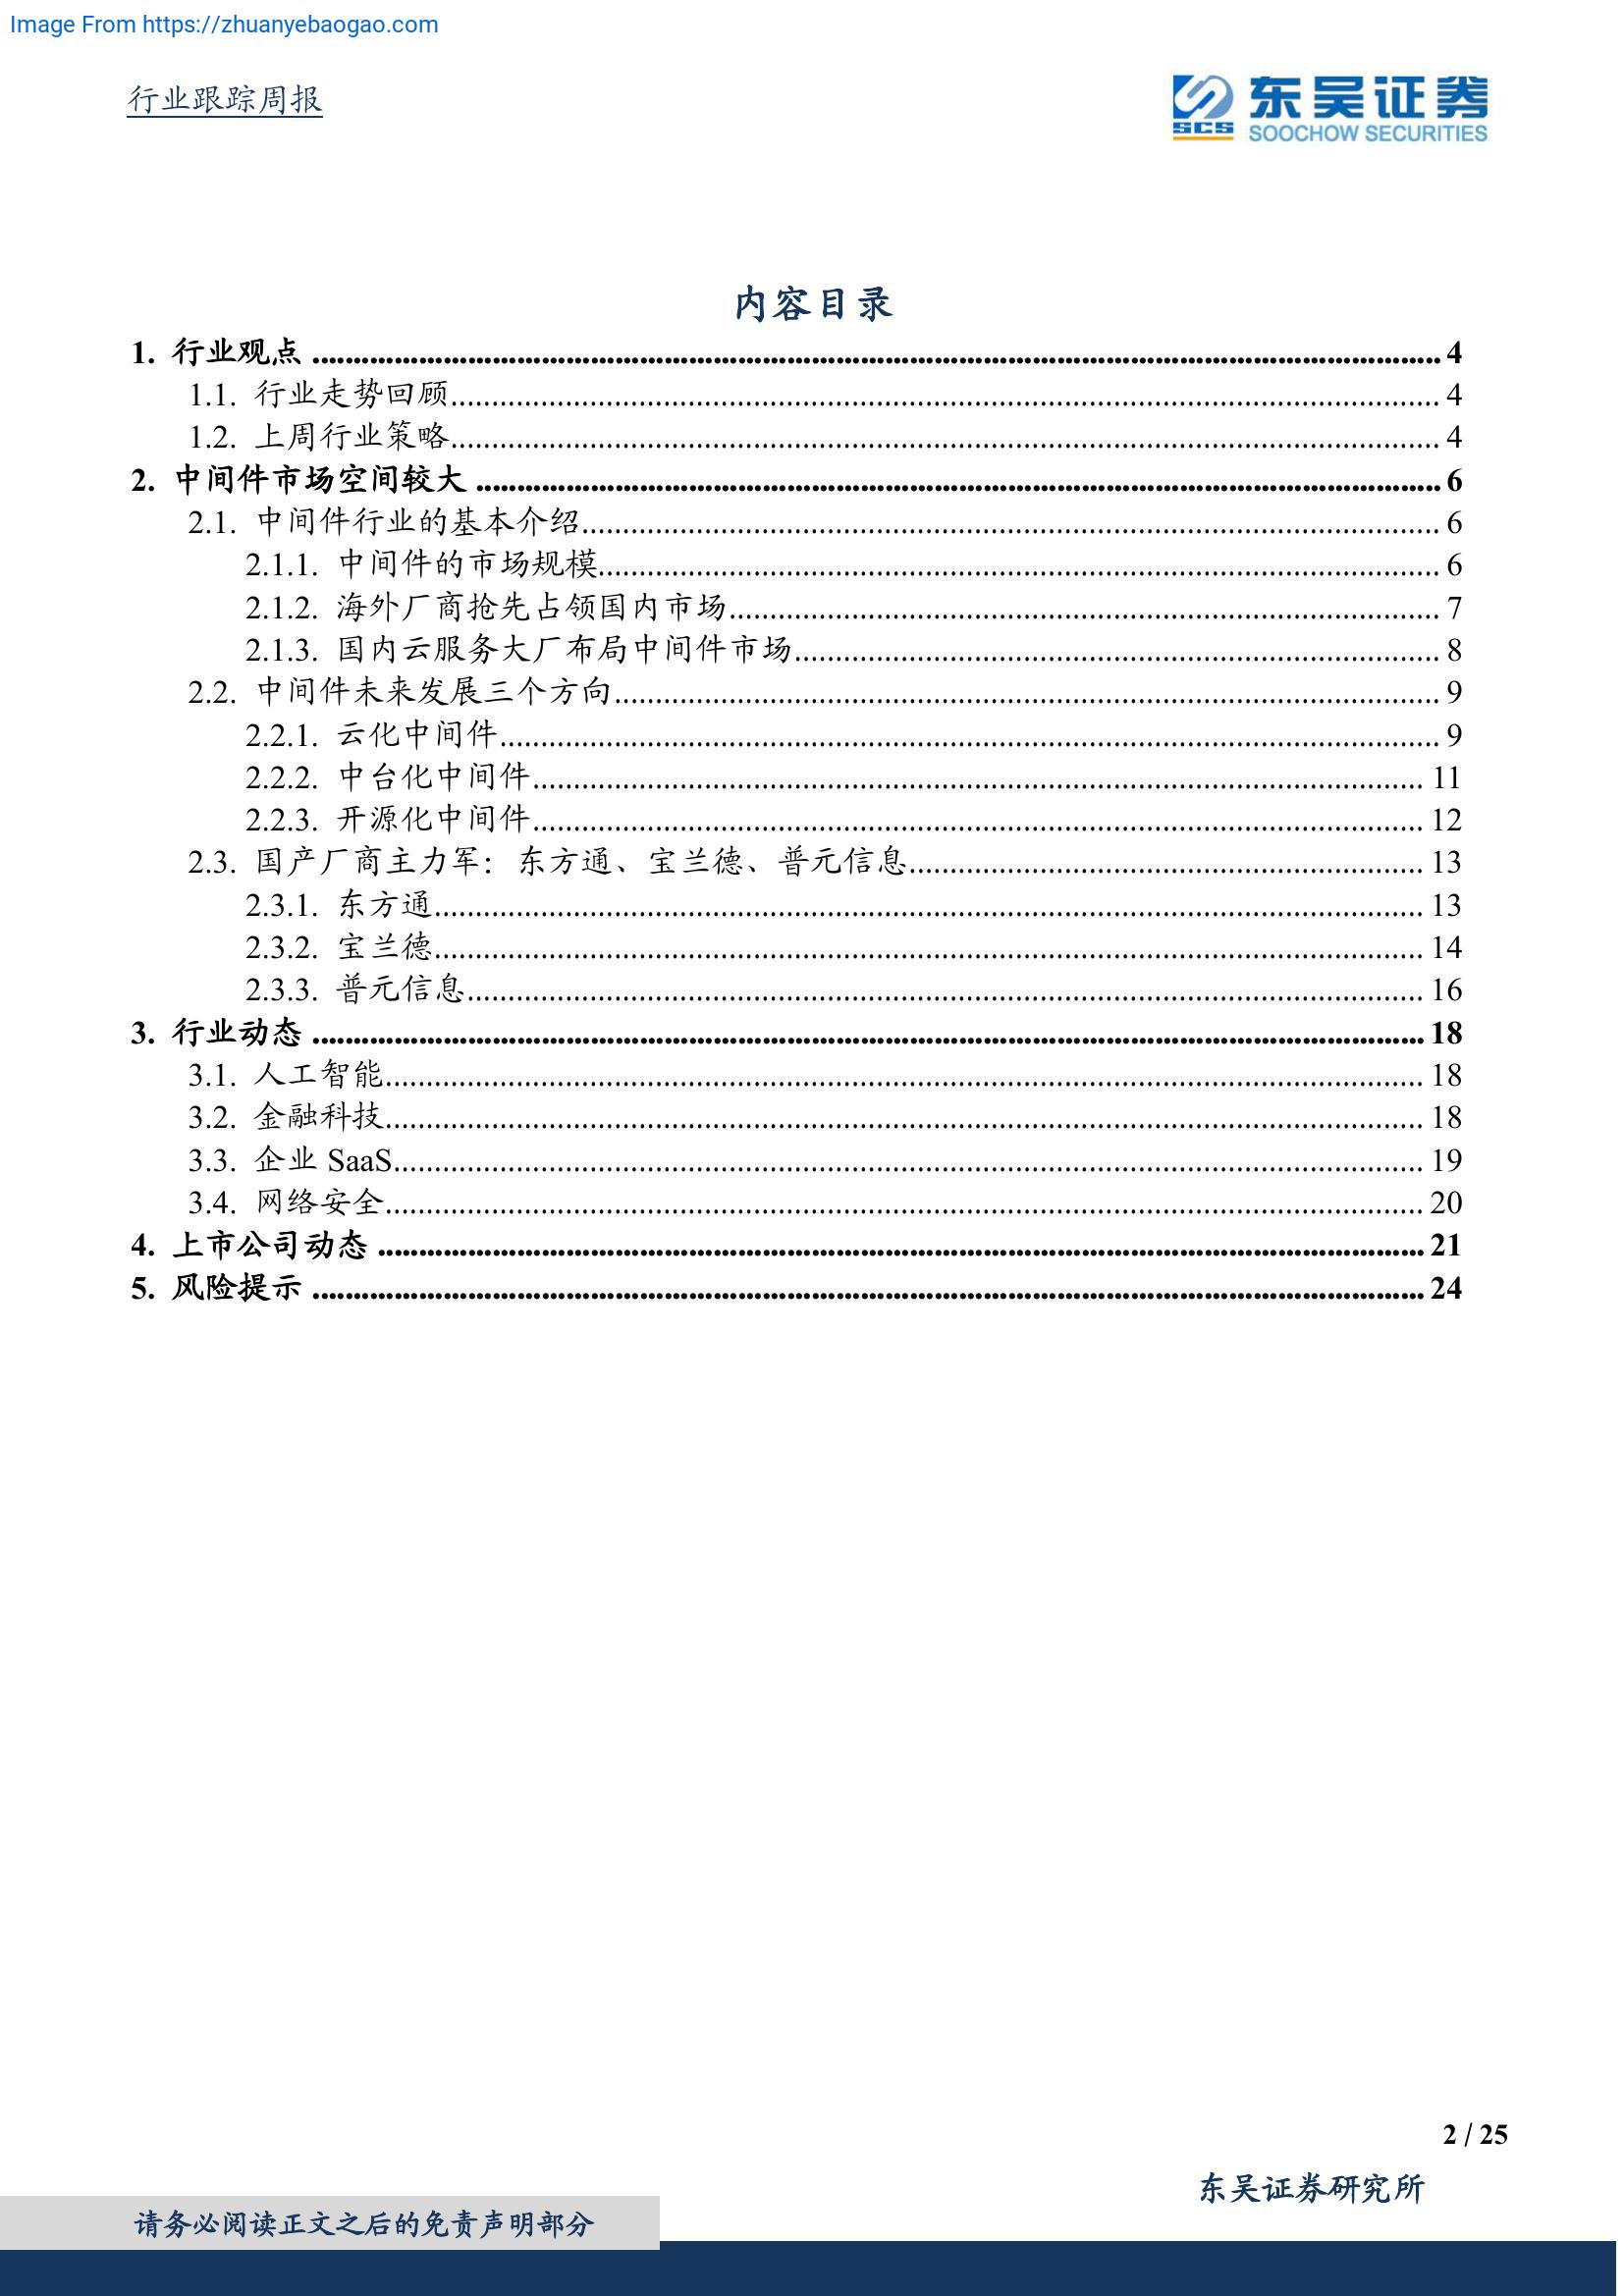 Image From https://zhuanyebaogao.com
行业跟踪周报
SCS
东吴证券
SOOCHOW SECURITIES
内容目录
1. 行业观点 ........ 4
1.1. 行业走势回顾 ........ 4
1.2. 上周行业策略 ........ 4
2. 中间件市场空间较大 ........ 6
2.1. 中间件行业的基本介绍 ........ 6
2.1.1. 中间件的市场规模 ........ 6
2.1.2. 海外厂商抢先占领国内市场 ........ 7
2.1.3. 国内云服务大厂布局中间件市场 ........ 8
2.2. 中间件未来发展三个方向 ........ 9
2.2.1. 云化中间件 ........ 9
2.2.2. 中台化中间件 ........ 11
2.2.3. 开源化中间件 ........ 12
2.3. 国产厂商主力军：东方通、宝兰德、普元信息 ........ 13
2.3.1. 东方通 ........ 13
2.3.2. 宝兰德 ........ 14
2.3.3. 普元信息 ........ 16
3. 行业动态 ........ 18
3.1. 人工智能 ........ 18
3.2. 金融科技 ........ 18
3.3. 企业 SaaS ........ 19
3.4. 网络安全 ........ 20
4. 上市公司动态 ........ 21
5. 风险提示 ........ 24
2 / 25
东吴证券研究所
请务必阅读正文之后的免责声明部分